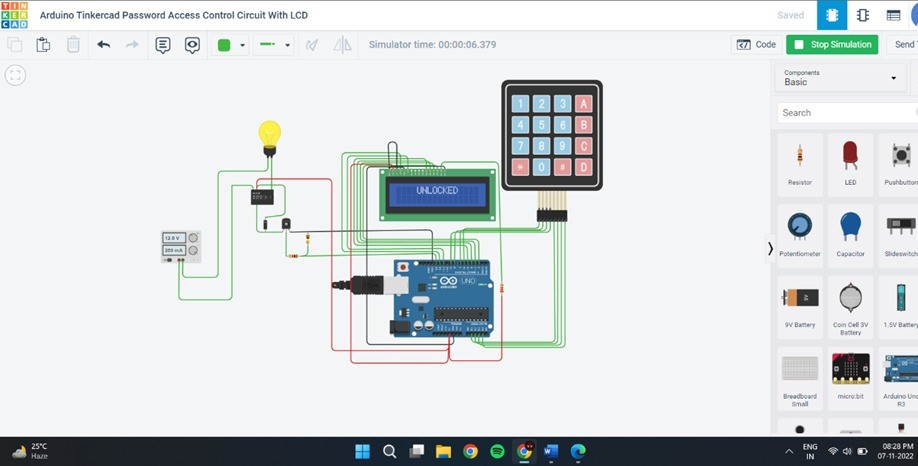 TIN
KER
CAD
Arduino Tinkercad Password Access Control Circuit With LCD
Saved
Simulator time: 00:00:06.379
Code
Stop Simulation
Send
Components
Basic
Search
Resistor
LED
Pushbutton
Potentiometer
Capacitor
Slideswitch
9V Battery
Coin Cell 3V
Battery
1.5V Battery
Breadboard
Small
micro:bit
Arduino Uno
R3
1 2 3 A
4 5 6 B
7 8 9 C
* 0 # D
UNLOCKED
12.0 V
250 mA
UNO
25°C
Haze
ENG
IN
08:28 PM
07-11-2022